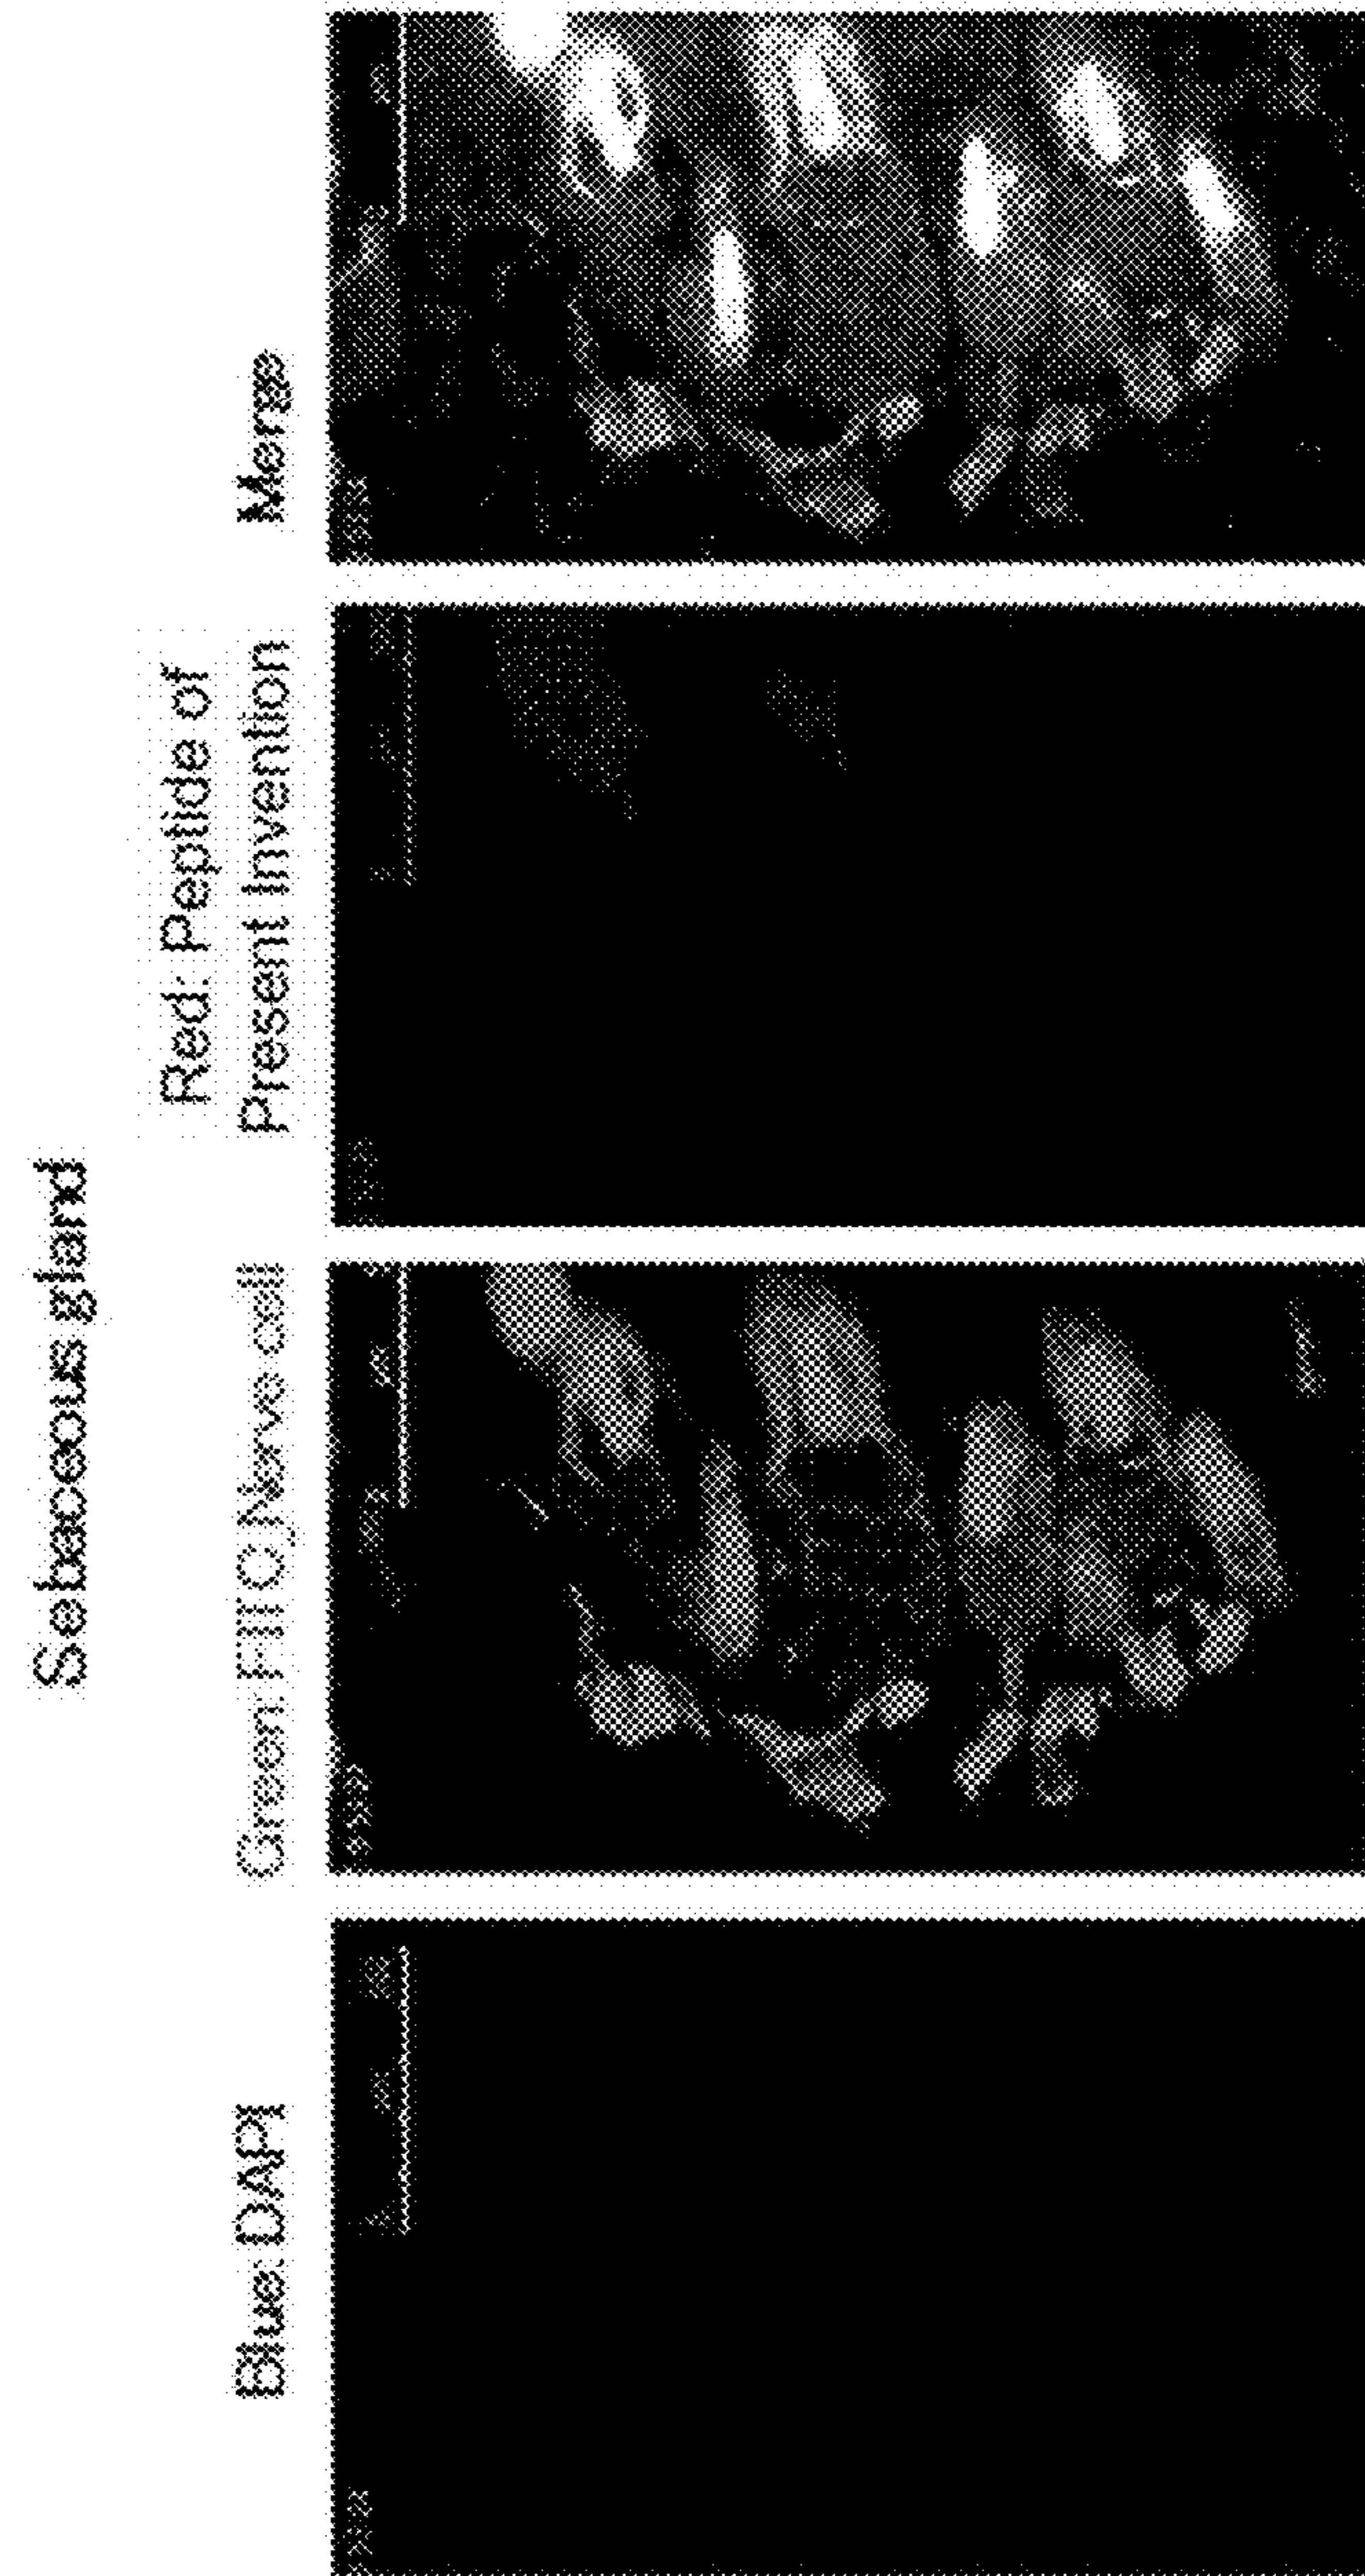 Sebaceous gland
Blue: DAPI
Green: FITC/Nerve cell
Red: Peptide of
Present Invention
Merge